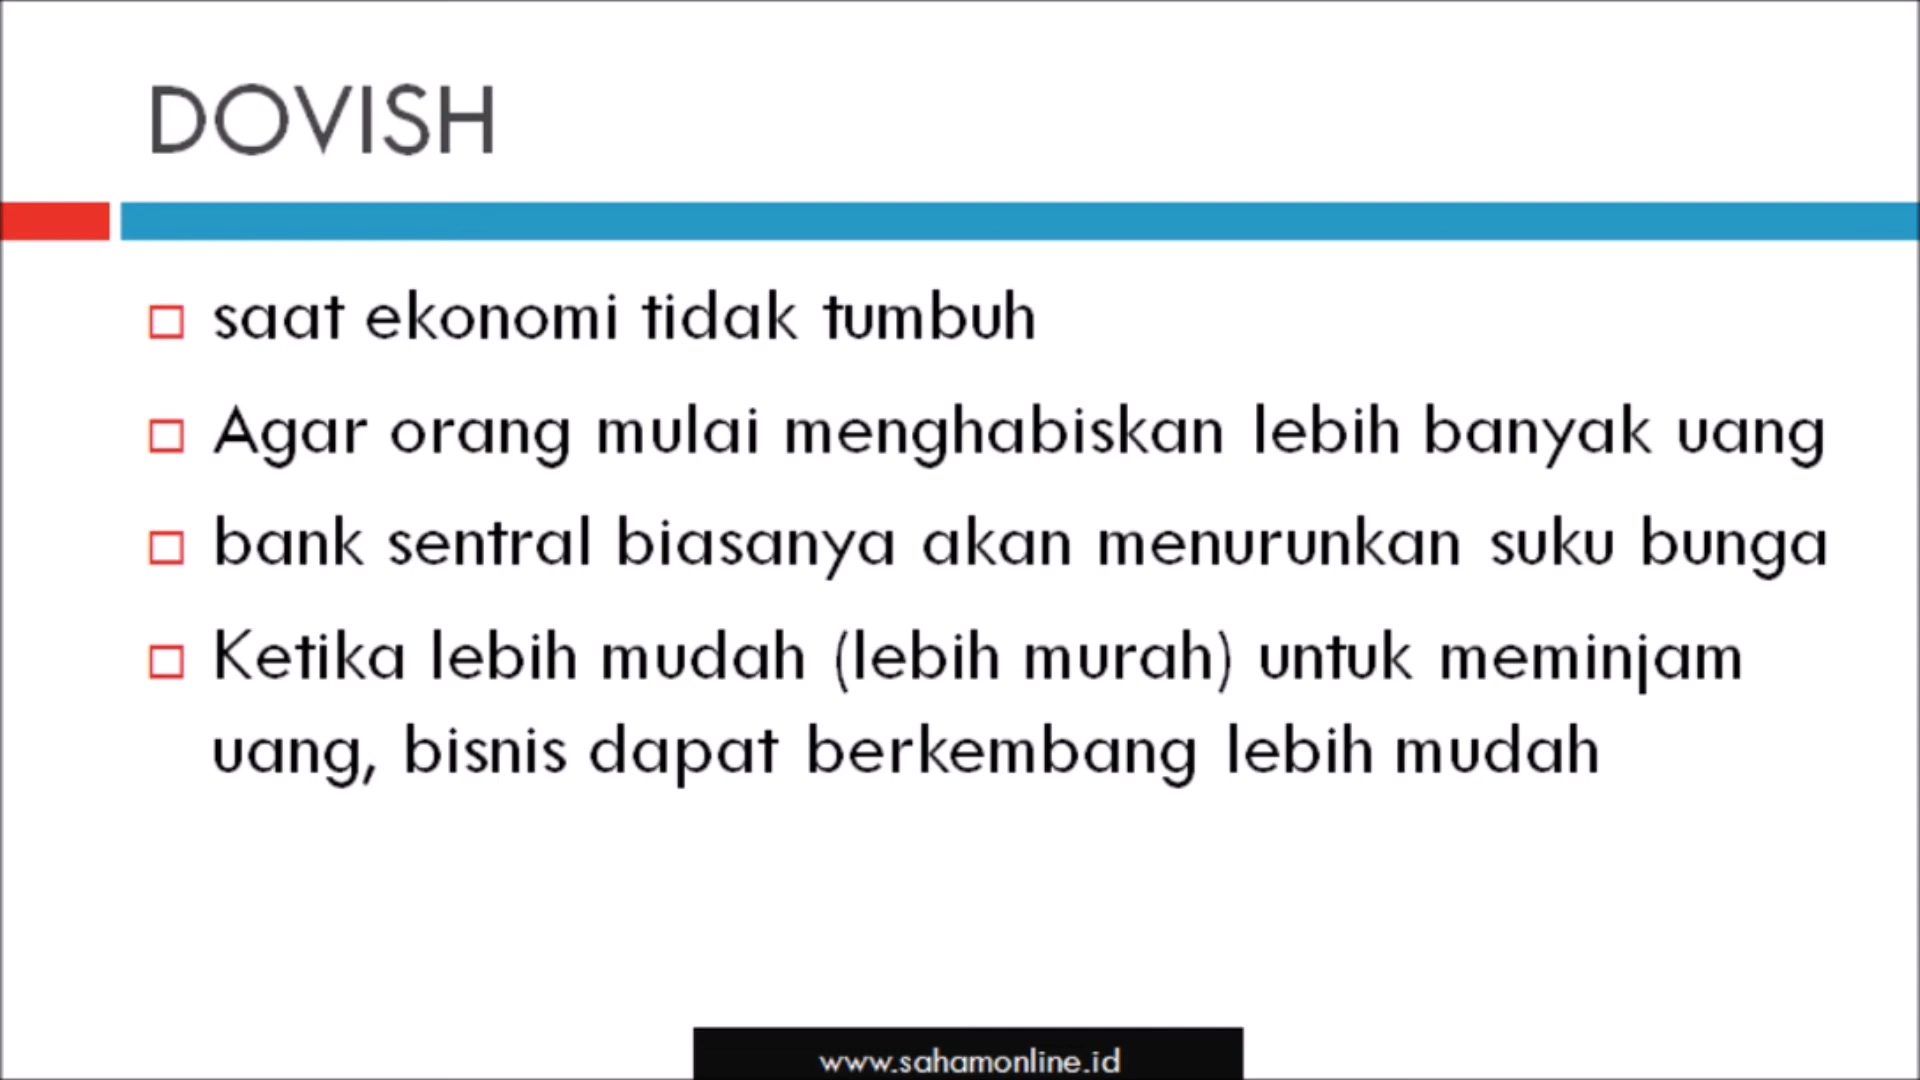 DOVISH
saat ekonomi tidak tumbuh
Agar orang mulai menghabiskan lebih banyak uang
bank sentral biasanya akan menurunkan suku bunga
Ketika lebih mudah (lebih murah) untuk meminjam
uang, bisnis dapat berkembang lebih mudah
www.sahamonline.id